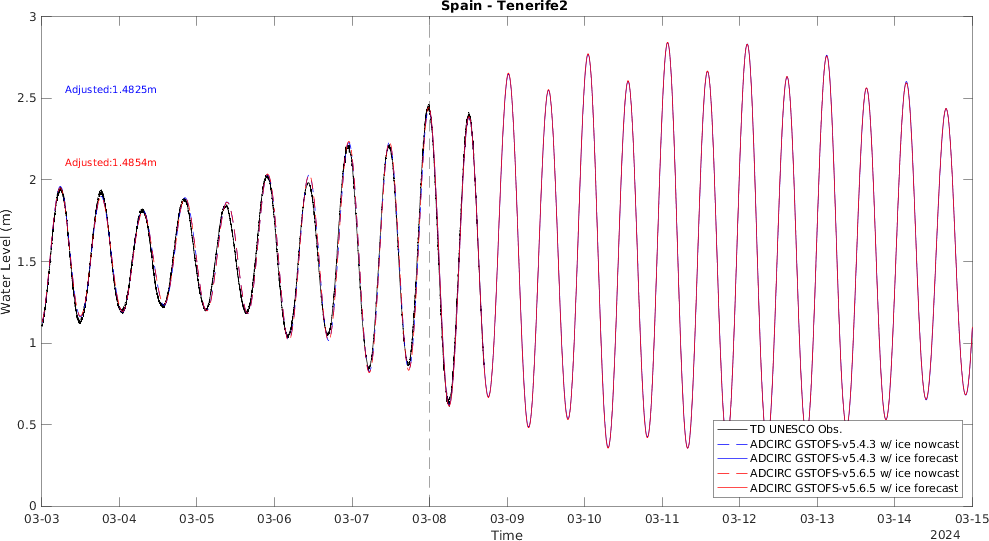 Spain - Tenerife2
Water Level (m)
3
2.5
2
1.5
1
0.5
0
Adjusted:1.4825m
Adjusted:1.4854m
TD UNESCO Obs.
ADCIRC GSTOFS-v5.4.3 w/ ice nowcast
ADCIRC GSTOFS-v5.4.3 w/ ice forecast
ADCIRC GSTOFS-v5.6.5 w/ ice nowcast
ADCIRC GSTOFS-v5.6.5 w/ ice forecast
03-03 03-04 03-05 03-06 03-07 03-08 03-09 03-10 03-11 03-12 03-13 03-14 03-15
Time
2024